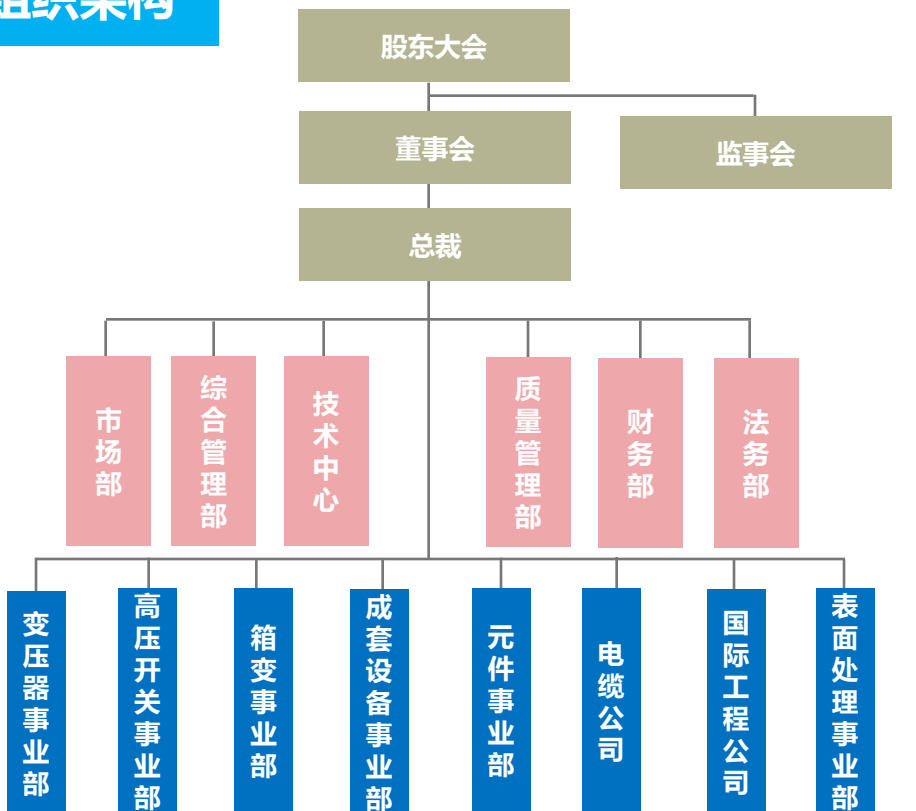 组织架构
股东大会
董事会
监事会
总裁
市场部
综合管理部
技术中心
质量管理部
财务部
法务部
变压器事业部
高压开关事业部
箱变事业部
成套设备事业部
元件事业部
电缆公司
国际工程公司
表面处理事业部